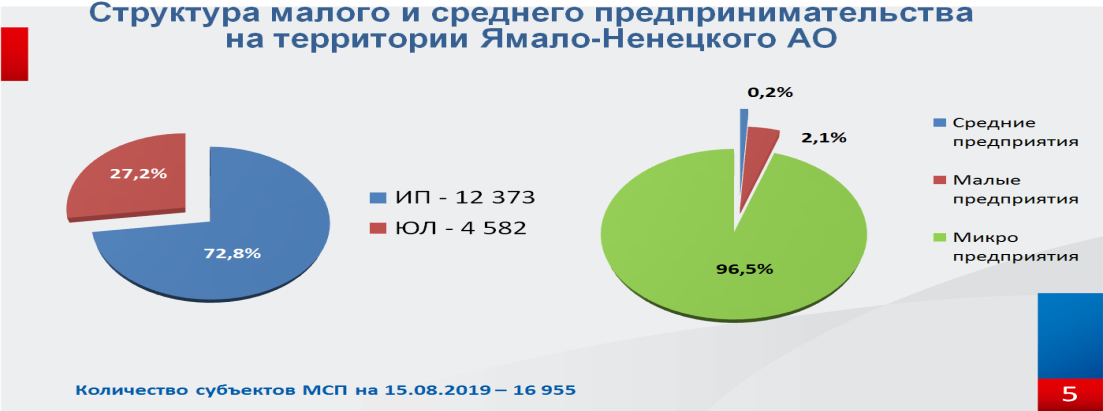 Структура малого и среднего предпринимательства
на территории Ямало-Ненецкого АО
27,2%
72,8%
ИП - 12 373
ЮЛ - 4 582
0,2%
2,1%
96,5%
Средние
предприятия
Малые
предприятия
Микро
предприятия
Количество субъектов МСП на 15.08.2019 – 16 955
5